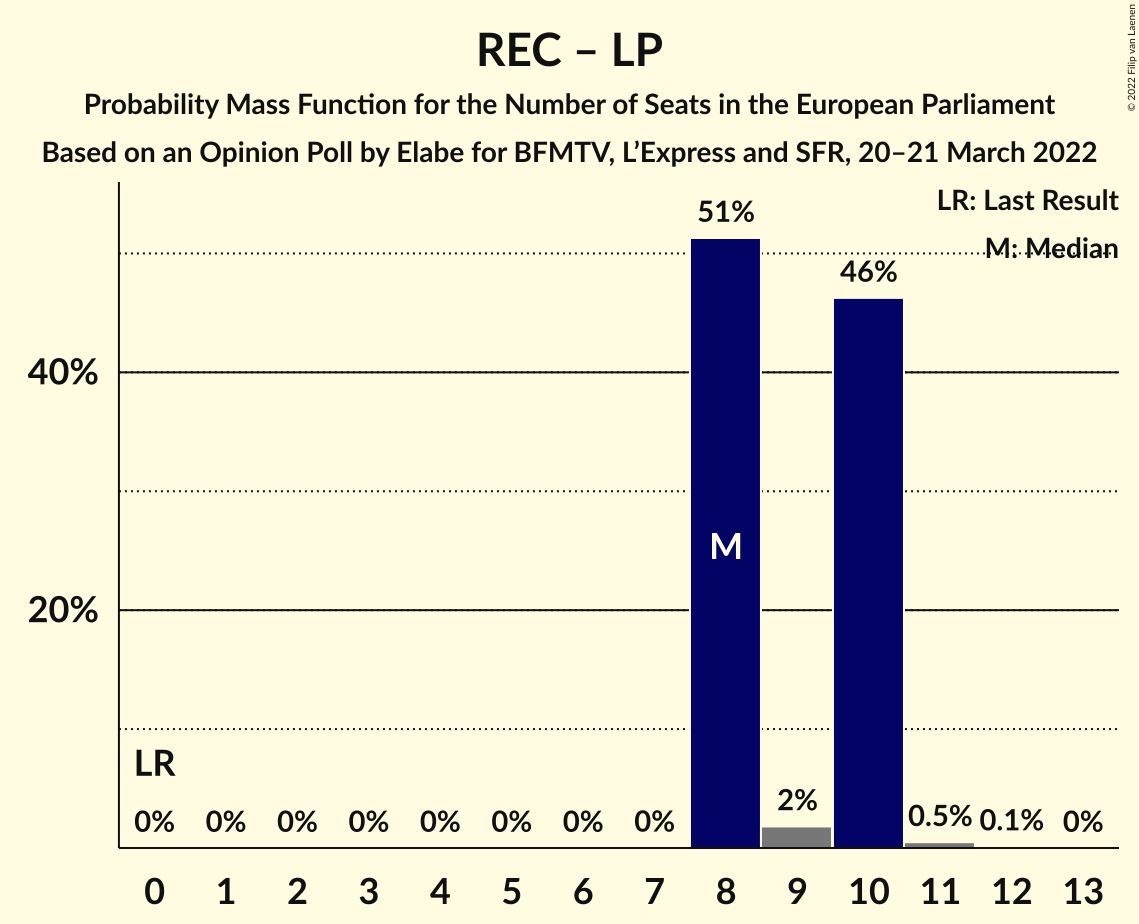 REC – LP
Probability Mass Function for the Number of Seats in the European Parliament
Based on an Opinion Poll by Elabe for BFMTV, L’Express and SFR, 20–21 March 2022
© 2022 Filip van Laenen
LR: Last Result
M: Median
51%
46%
40%
M
20%
LR
0% 0% 0% 0% 0% 0% 0% 0% 2% 0.5% 0.1% 0%
0 1 2 3 4 5 6 7 8 9 10 11 12 13